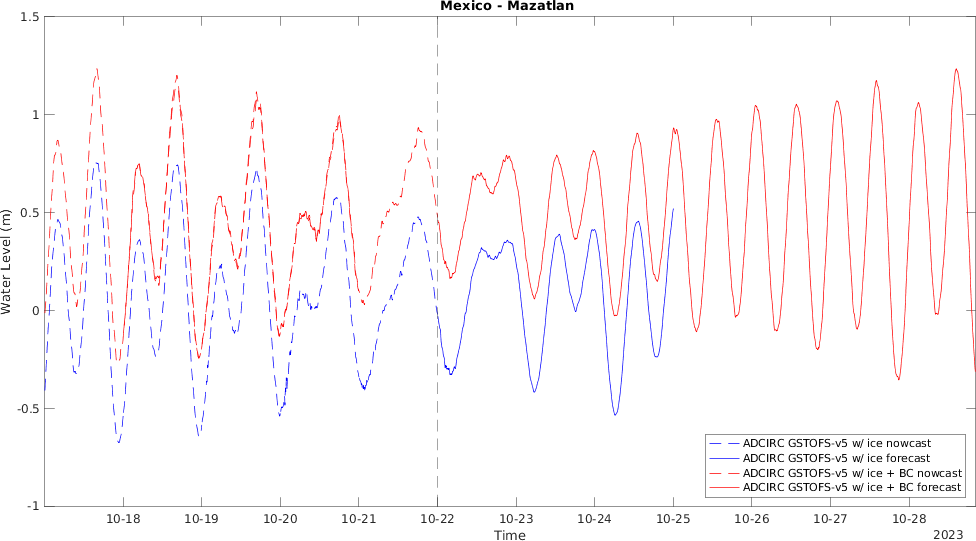 Mexico - Mazatlan
1.5
1
0.5
0
-0.5
-1
Water Level (m)
10-18 10-19 10-20 10-21 10-22 10-23 10-24 10-25 10-26 10-27 10-28
Time
2023
ADCIRC GSTOFS-v5 w/ ice nowcast
ADCIRC GSTOFS-v5 w/ ice forecast
ADCIRC GSTOFS-v5 w/ ice + BC nowcast
ADCIRC GSTOFS-v5 w/ ice + BC forecast